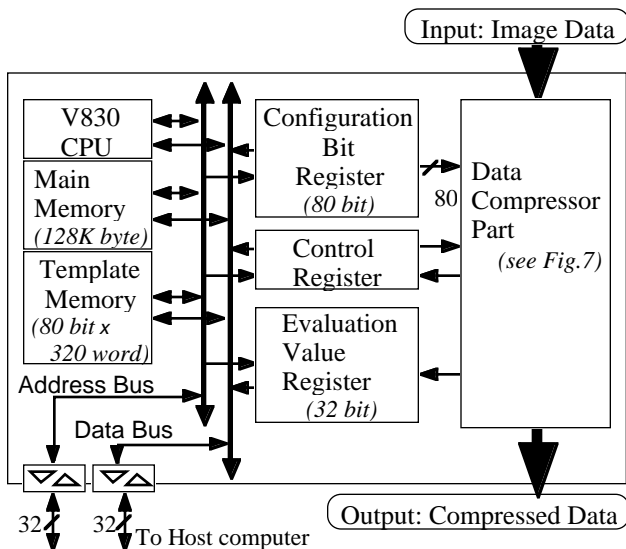 Input: Image Data
V830
CPU
Main
Memory
(128K byte)
Template
Memory
(80 bit x
320 word)
Address Bus
Data Bus
Configuration
Bit
Register
(80 bit)
80
Control
Register
Evaluation
Value
Register
(32 bit)
Data
Compressor
Part
(see Fig.7)
Output: Compressed Data
32
32
To Host computer